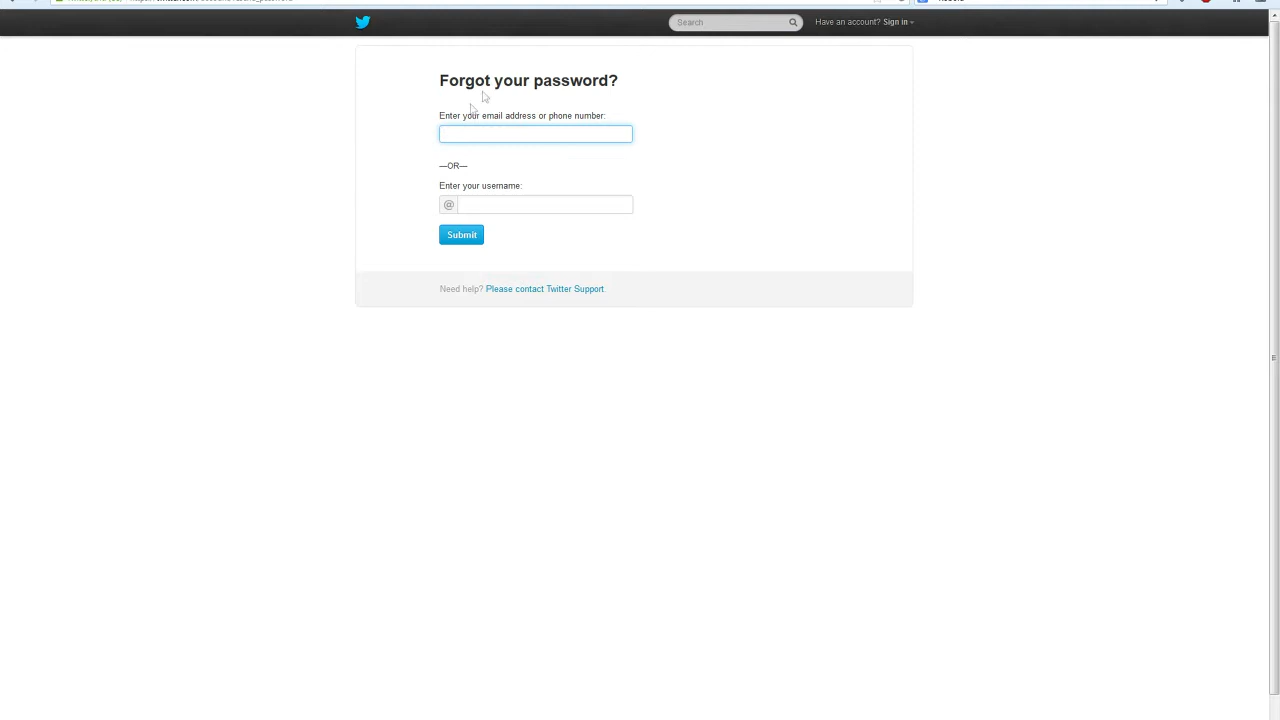 Search
Have an account? Sign in
Forgot your password?
Enter your email address or phone number:
—OR—
Enter your username:
@
Submit
Need help? Please contact Twitter Support.